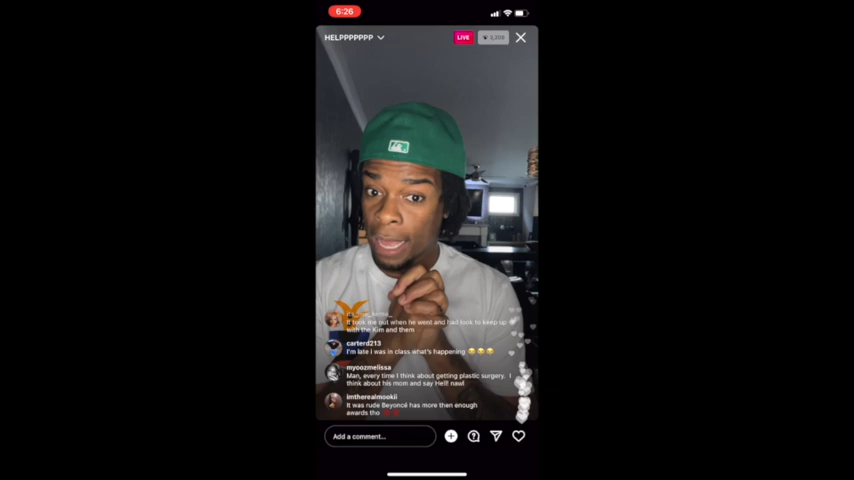 6:26
HELPPPPPPP
LIVE
It took me out when he went and had took to keep up
with the Kim and them
carterd213
I'm late i was in class what's happening 😂😂😂
myoozmelissa
Man, every time I think about getting plastic surgery. I
think about his mom and say Hell! nawl
imtherealmookii
It was rude Beyoncé has more then enough
awards tho
Add a comment...